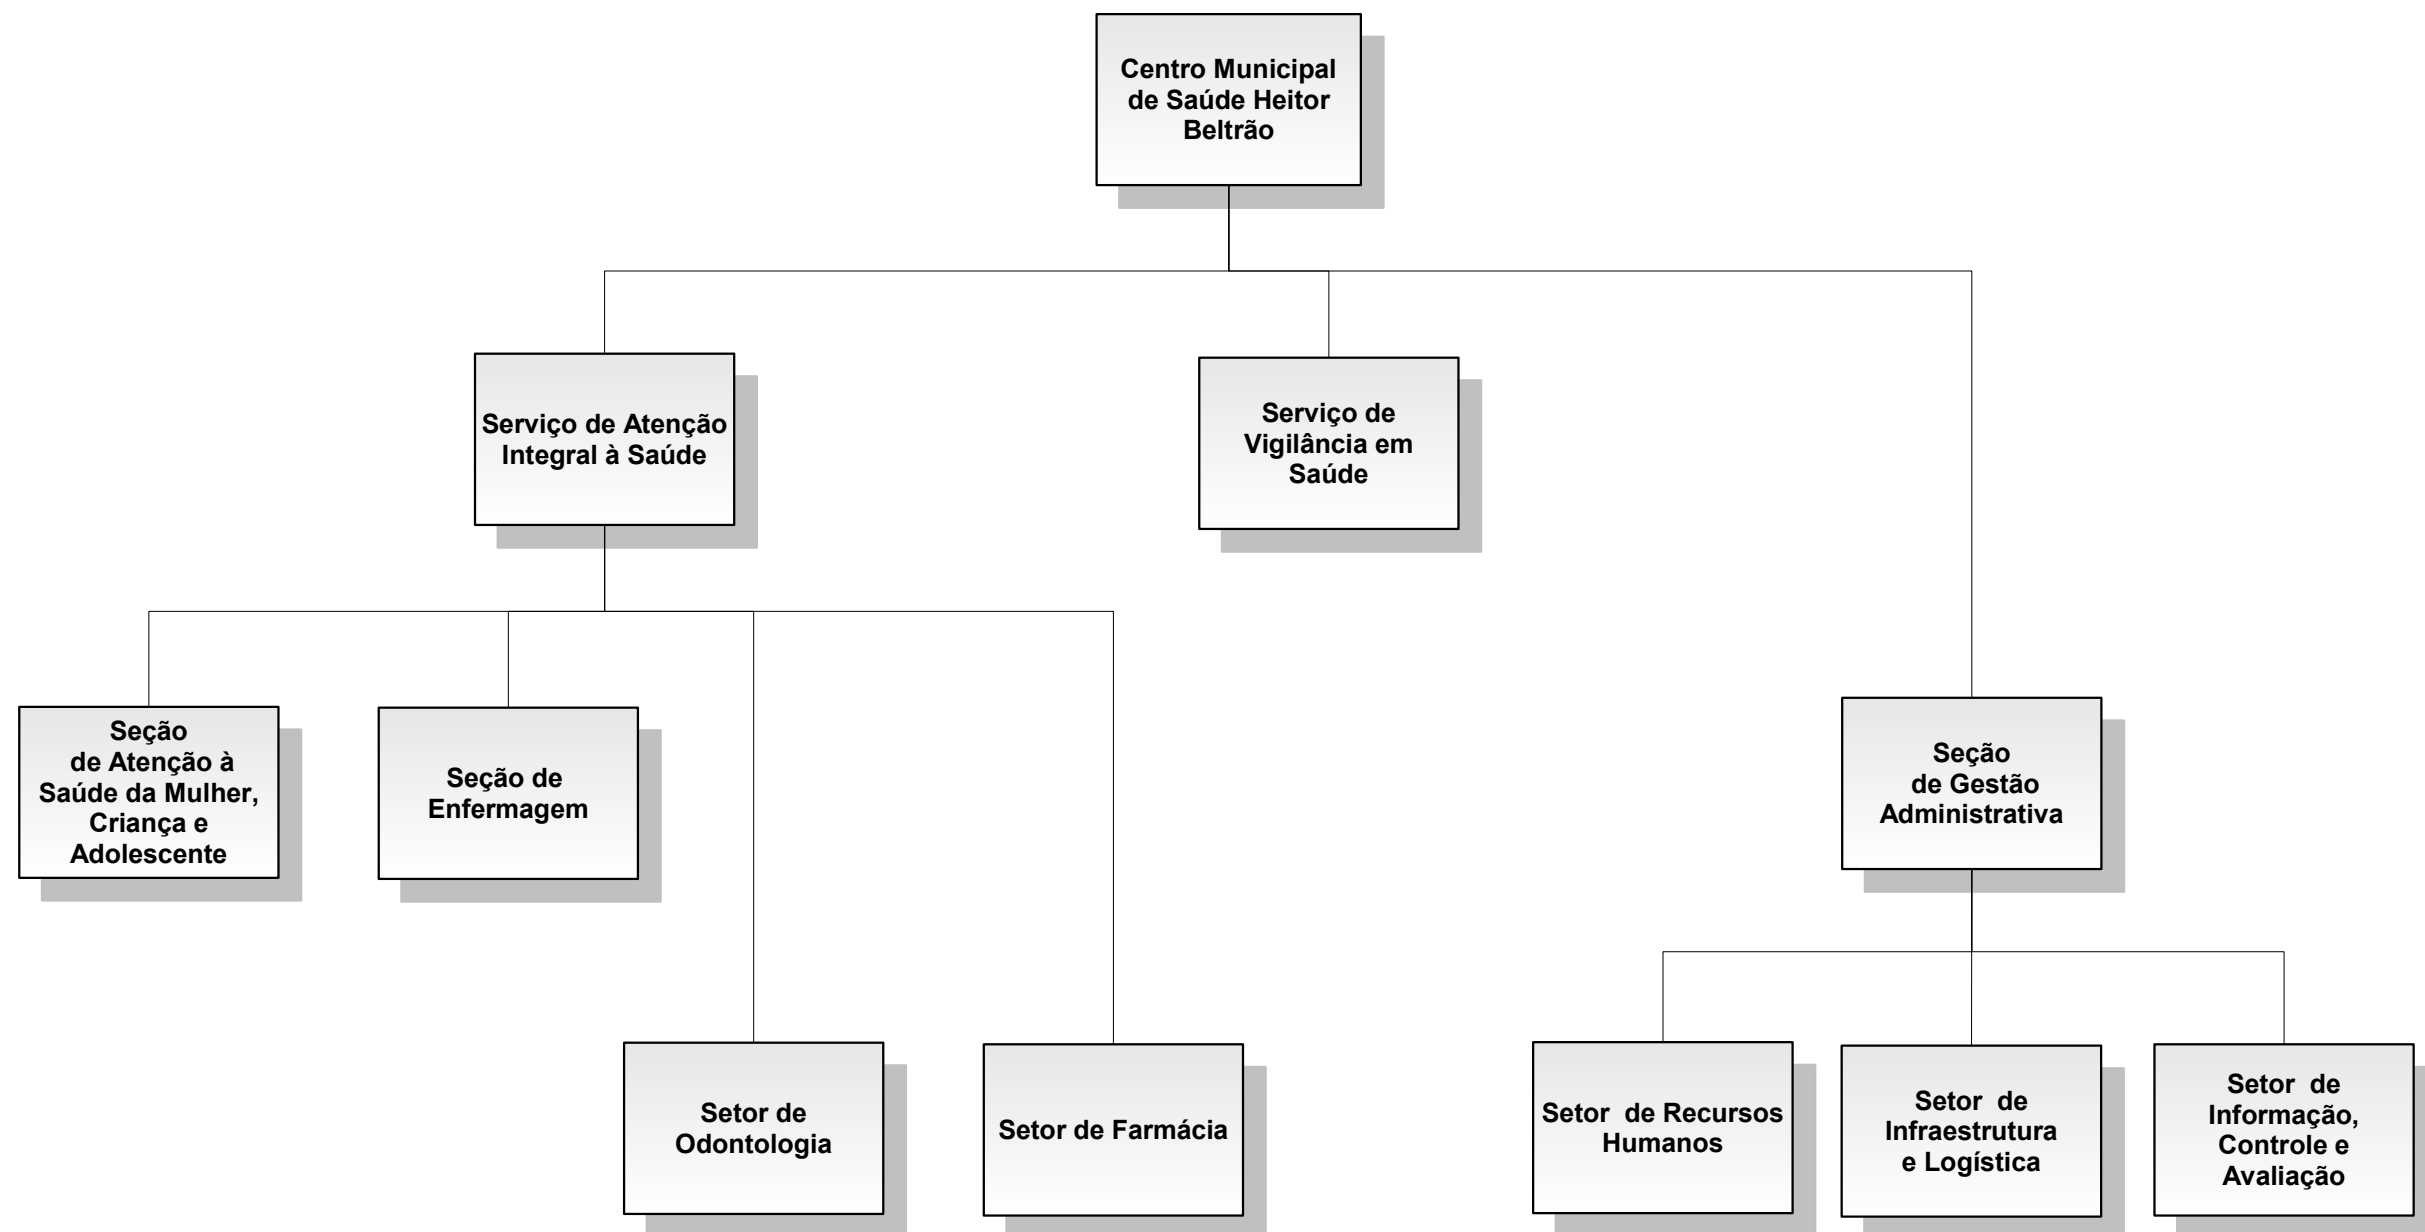 Centro Municipal
de Saúde Heitor
Beltrão
Serviço de Atenção
Integral à Saúde
Serviço de
Vigilância em
Saúde
Seção
de Atenção à
Saúde da Mulher,
Criança e
Adolescente
Seção de
Enfermagem
Seção
de Gestão
Administrativa
Setor de
Odontologia
Setor de Farmácia
Setor  de Recursos
Humanos
Setor  de
Infraestrutura
e Logística
Setor  de
Informação,
Controle e
Avaliação